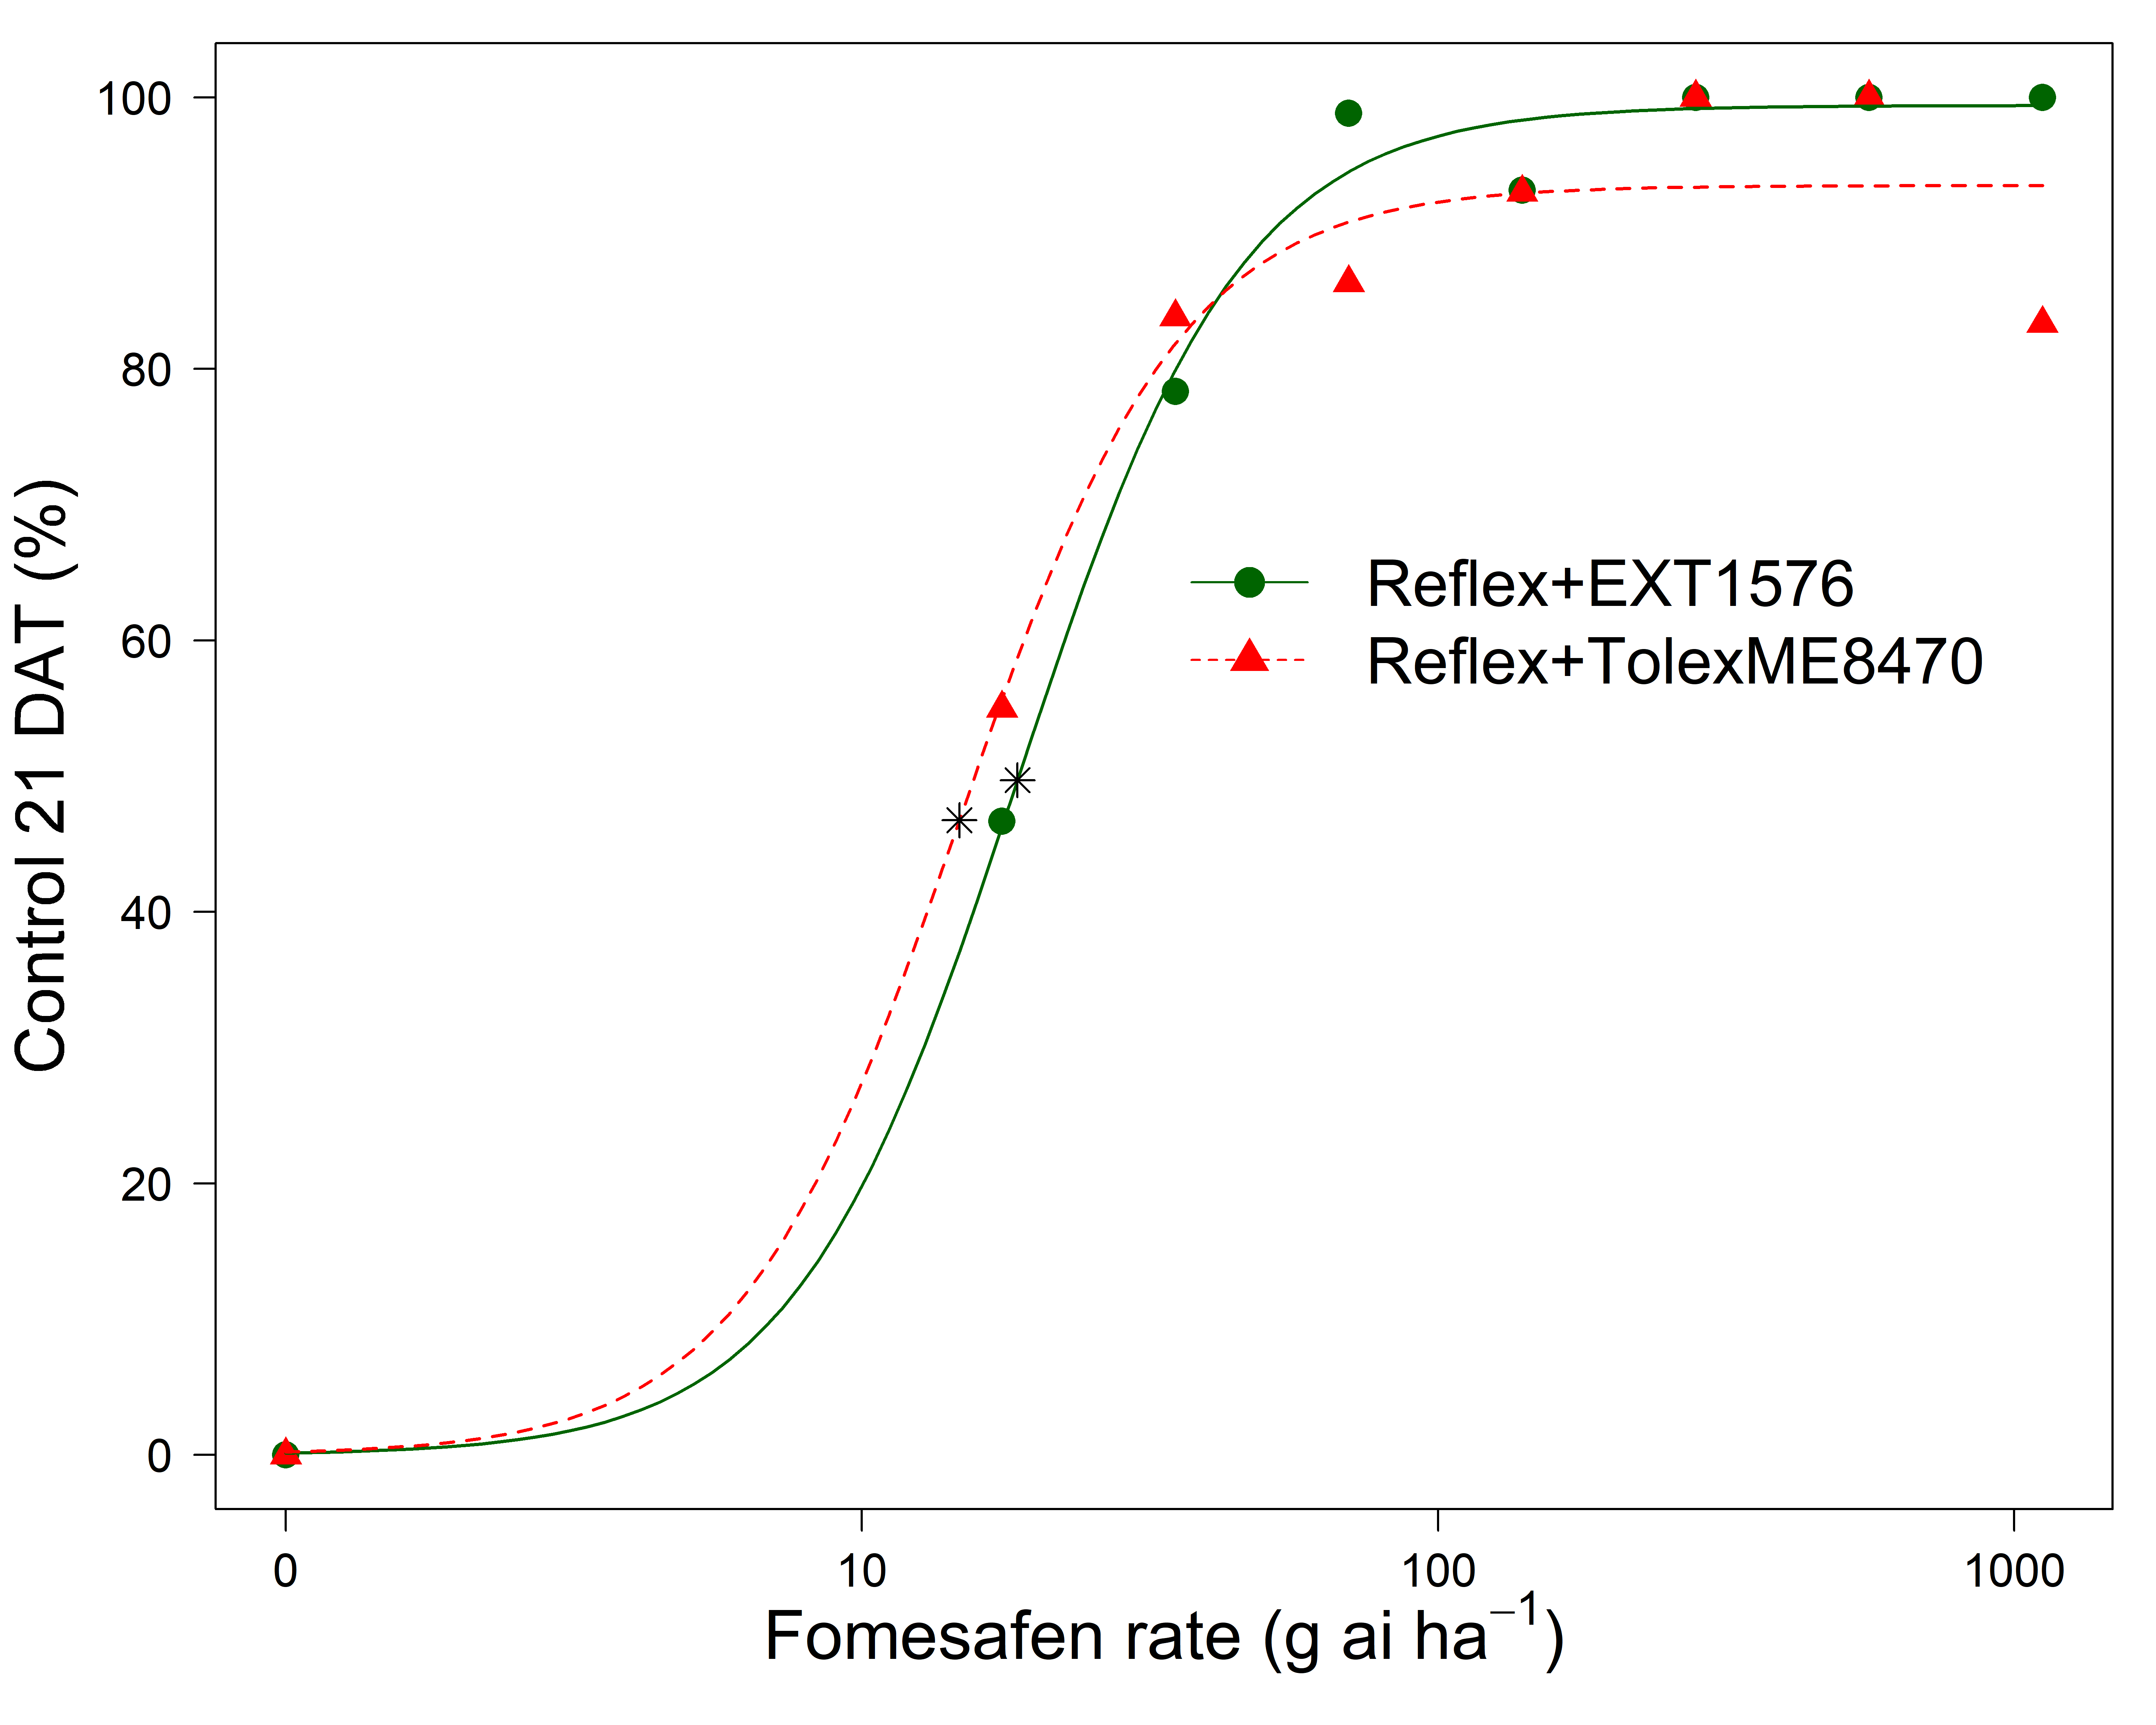 Control 21 DAT (%)
100
80
60
40
20
0
Reflex+EXT1576
Reflex+TolexME8470
0 10 100 1000
Fomesafen rate (g ai ha⁻¹)